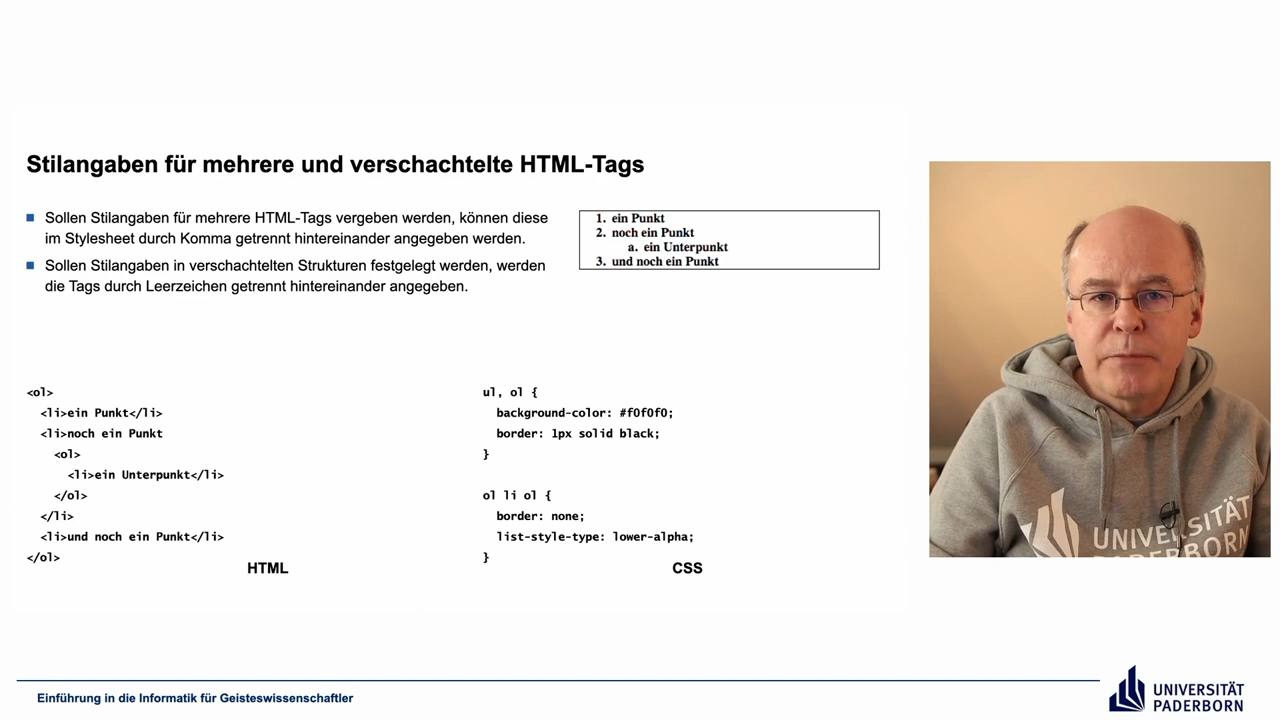 Stilangaben für mehrere und verschachtelte HTML-Tags
Sollen Stilangaben für mehrere HTML-Tags vergeben werden, können diese
im Stylesheet durch Komma getrennt hintereinander angegeben werden.
Sollen Stilangaben in verschachtelten Strukturen festgelegt werden, werden
die Tags durch Leerzeichen getrennt hintereinander angegeben.
1. ein Punkt
2. noch ein Punkt
a. ein Unterpunkt
3. und noch ein Punkt
<ol>
<li>ein Punkt</li>
<li>noch ein Punkt
<ol>
<li>ein Unterpunkt</li>
</ol>
</li>
<li>und noch ein Punkt</li>
</ol>
HTML
ul, ol {
background-color: #f0f0f0;
border: 1px solid black;
}
ol li ol {
border: none;
list-style-type: lower-alpha;
}
CSS
UNIVERSITÄT
PADERBORN
Einführung in die Informatik für Geisteswissenschaftler
UNIVERSITÄT
PADERBORN